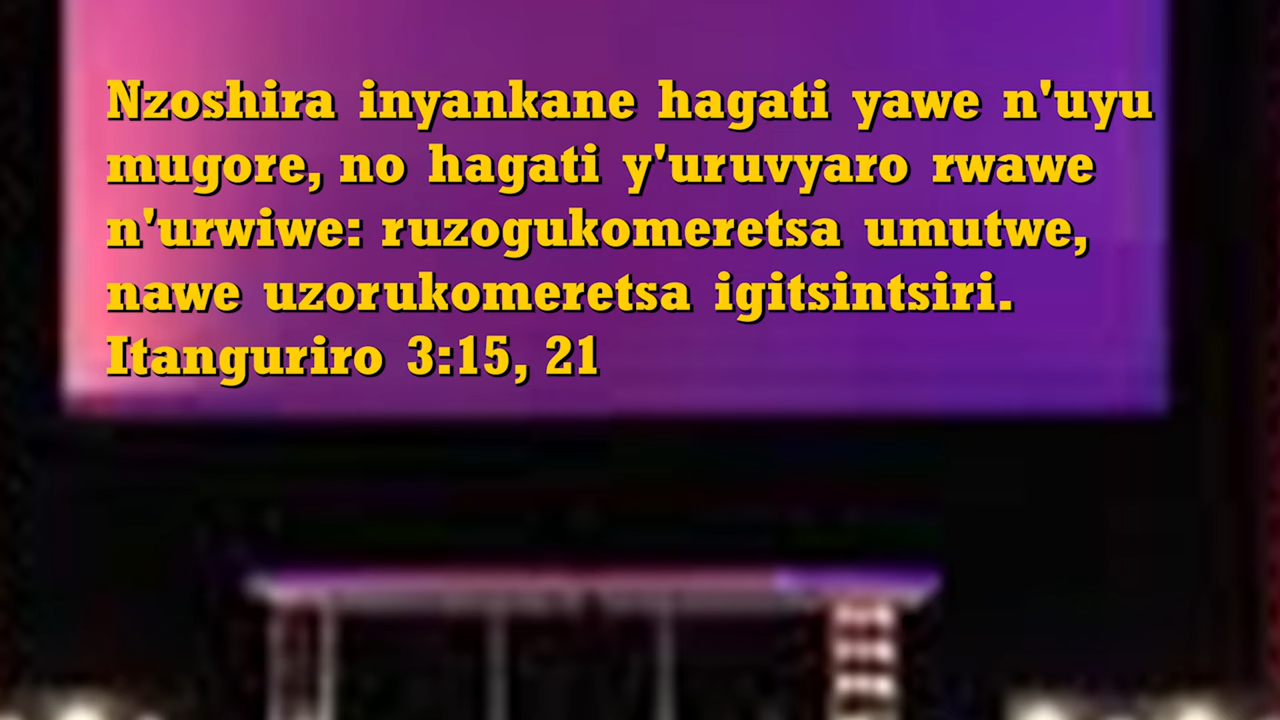 Nzoshira inyankane hagati yawe n'uyu
mugore, no hagati y'uruvyaro rwawe
n'urwiwe: ruzogukomeretsa umutwe,
nawe uzorukomeretsa igitsintsiri.
Itanguriro 3:15, 21